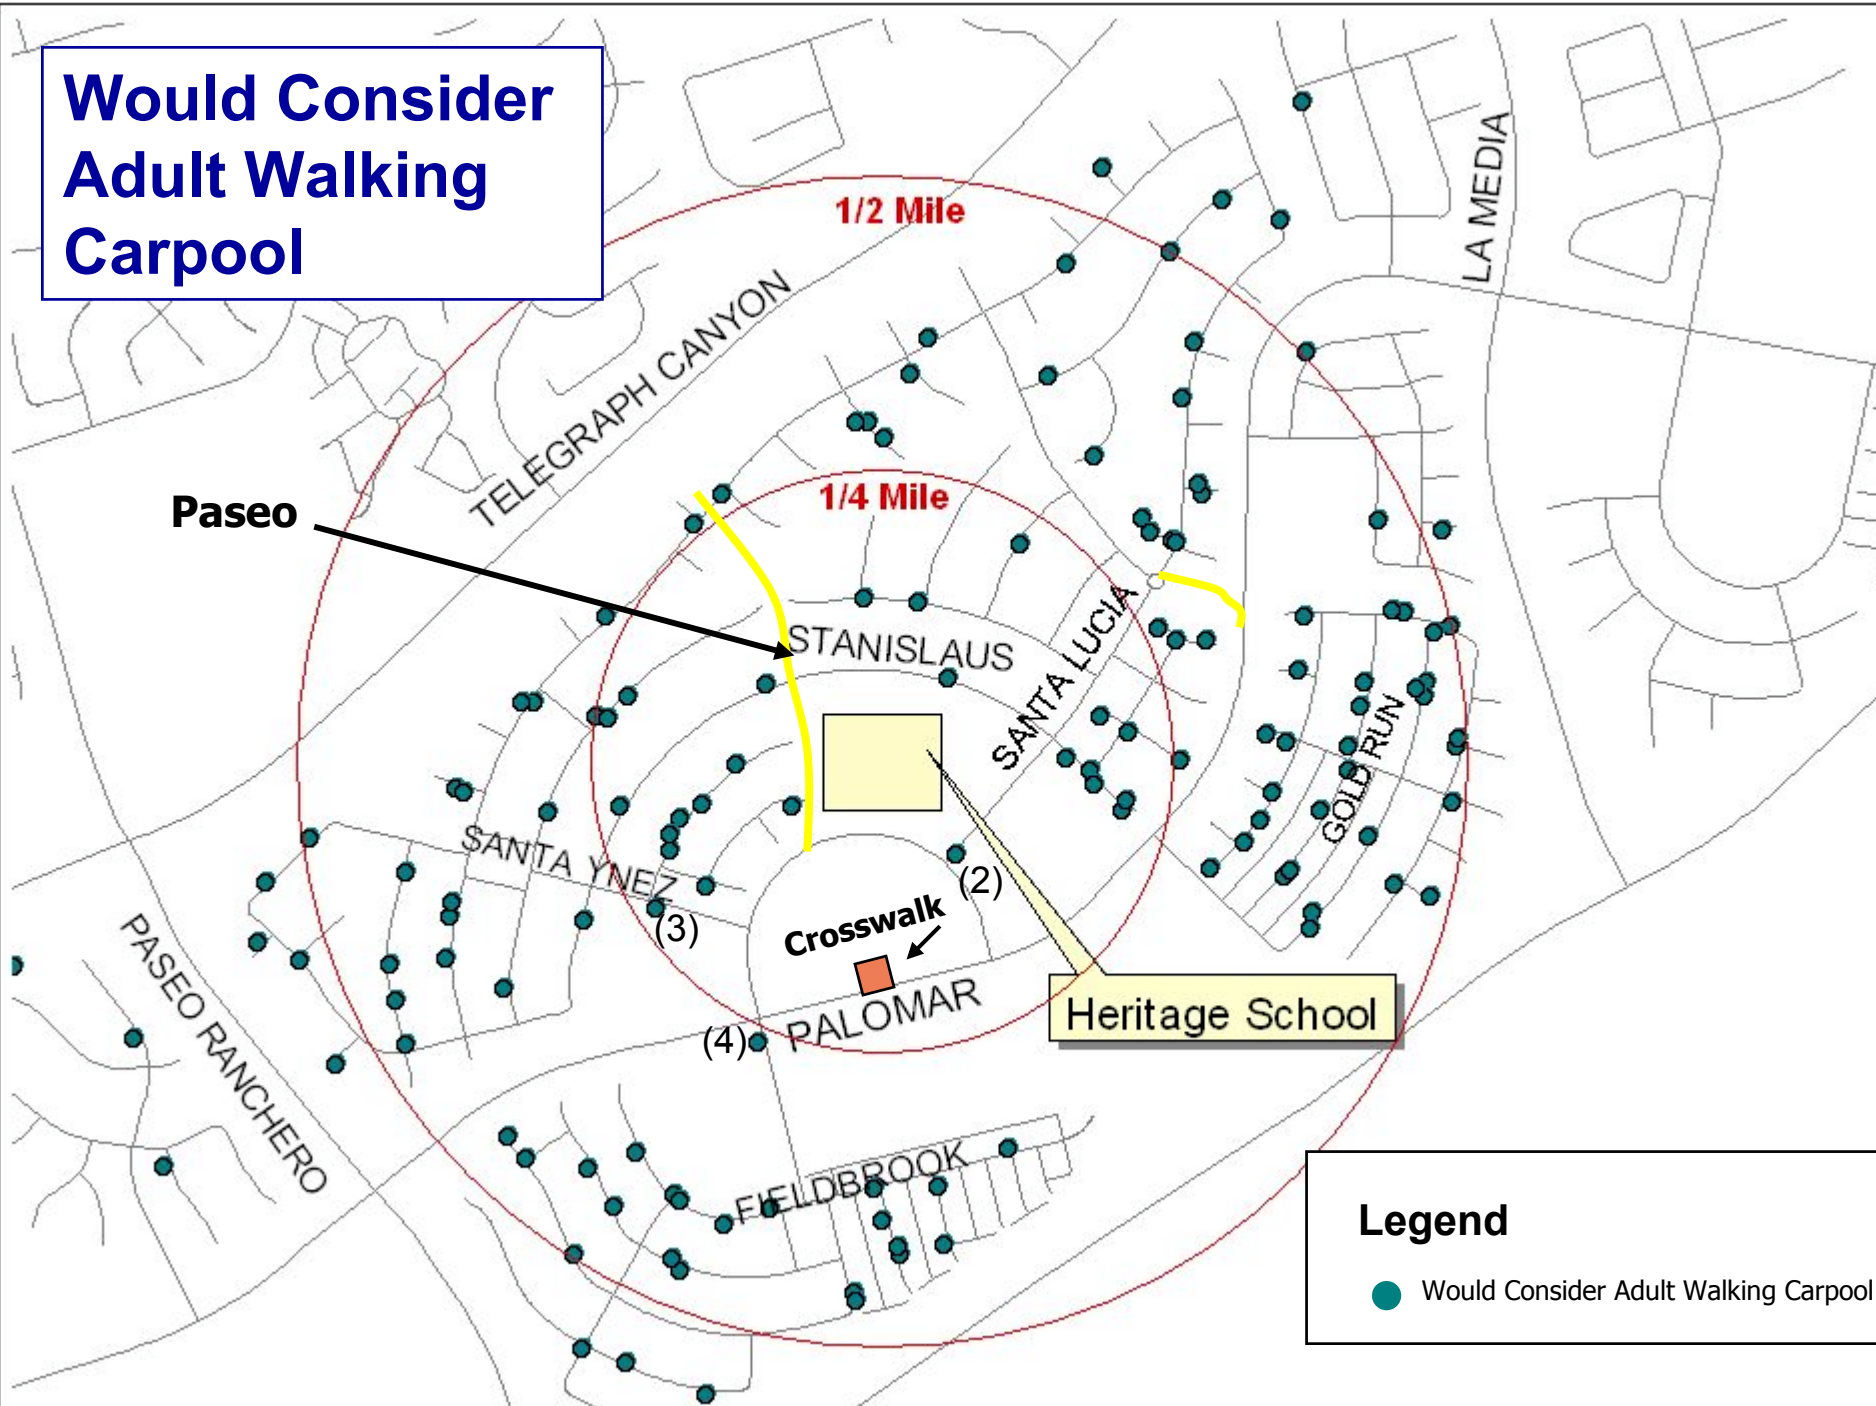 Would Consider
Adult Walking
Carpool
1/2 Mile
LA MEDIA
TELEGRAPH CANYON
Paseo
1/4 Mile
STANISLAUS
SANTA LUCIA
GOLD RUN
SANTA YNEZ
(2)
(3)
Crosswalk
PASEO RANCHERO
PALOMAR
Heritage School
(4)
FIELDBROOK
Legend
Would Consider Adult Walking Carpool